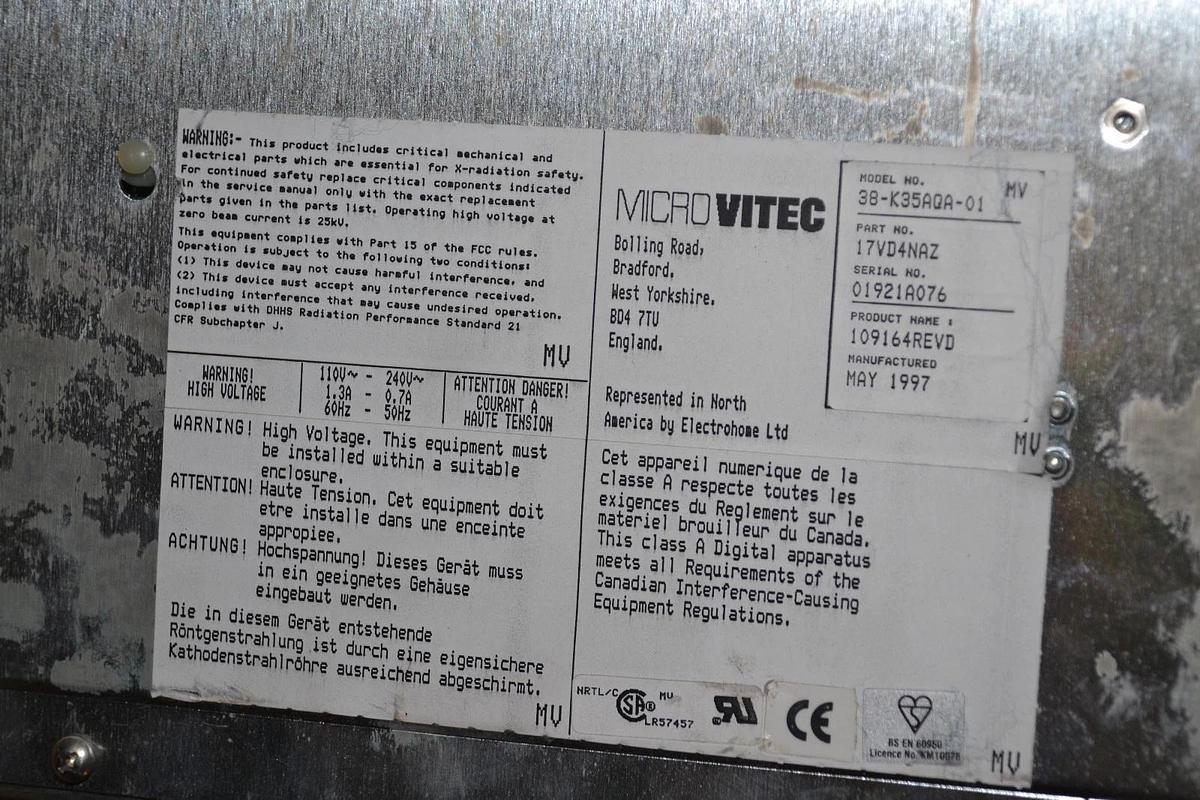 WARNING:- This product includes critical mechanical and
electrical parts which are essential for X-radiation safety.
For continued safety replace critical components indicated
in the service manual only with the exact replacement
parts given in the parts list. Operating high voltage at
zero beam current is 25kV.
This equipment complies with Part 15 of the FCC rules.
Operation is subject to the following two conditions:
(1) This device may not cause harmful interference, and
(2) This device must accept any interference received,
including interference that may cause undesired operation.
Complies with DHHS Radiation Performance Standard 21
CFR Subchapter J.
MV
WARNING!
HIGH VOLTAGE
110V~ - 240V~
1.3A - 0.7A
60Hz - 50Hz
ATTENTION DANGER!
COURANT A
HAUTE TENSION
WARNING! High Voltage. This equipment must
be installed within a suitable
enclosure.
ATTENTION! Haute Tension. Cet equipment doit
etre installe dans une enceinte
appropiee.
ACHTUNG! Hochspannung! Dieses Gerät muss
in ein geeignetes Gehäuse
eingebaut werden.
Die in diesem Gerät entstehende
Röntgenstrahlung ist durch eine eigensichere
Kathodenstrahlröhre ausreichend abgeschirmt.
MV
MICROVITEC
Bolling Road,
Bradford,
West Yorkshire.
BD4 7TU
England.
Represented in North
America by Electrohome Ltd
MODEL NO.
MV
38-K35AQA-01
PART NO.
17VD4NAZ
SERIAL NO.
01921A076
PRODUCT NAME :
109164REVD
MANUFACTURED
MAY 1997
MV
Cet appareil numerique de la
classe A respecte toutes les
exigences du Reglement sur le
materiel brouilleur du Canada.
This class A Digital apparatus
meets all Requirements of the
Canadian Interference-Causing
Equipment Regulations.
NRTL/C
SA®
MV
LR57457
RU®
CE
BS EN 60950
Licence No. KM10078
MV